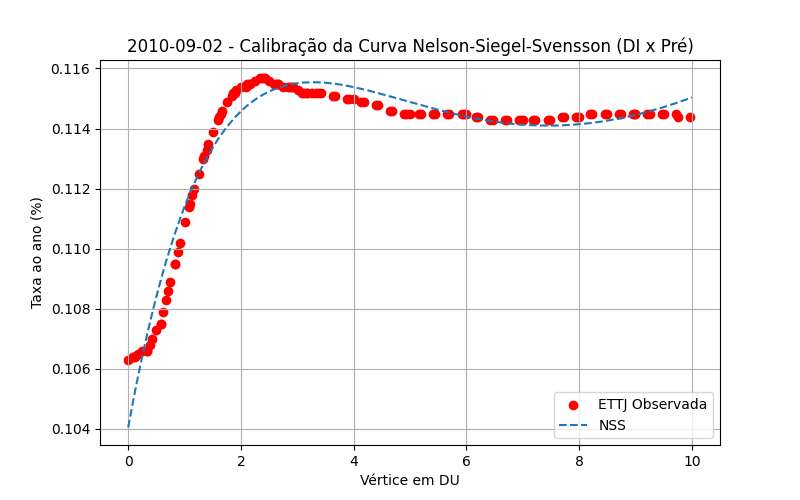 2010-09-02 - Calibração da Curva Nelson-Siegel-Svensson (DI x Pré)
0.116
0.114
0.112
0.110
0.108
0.106
0.104
Taxa ao ano (%)
ETTJ Observada
NSS
0 2 4 6 8 10
Vértice em DU